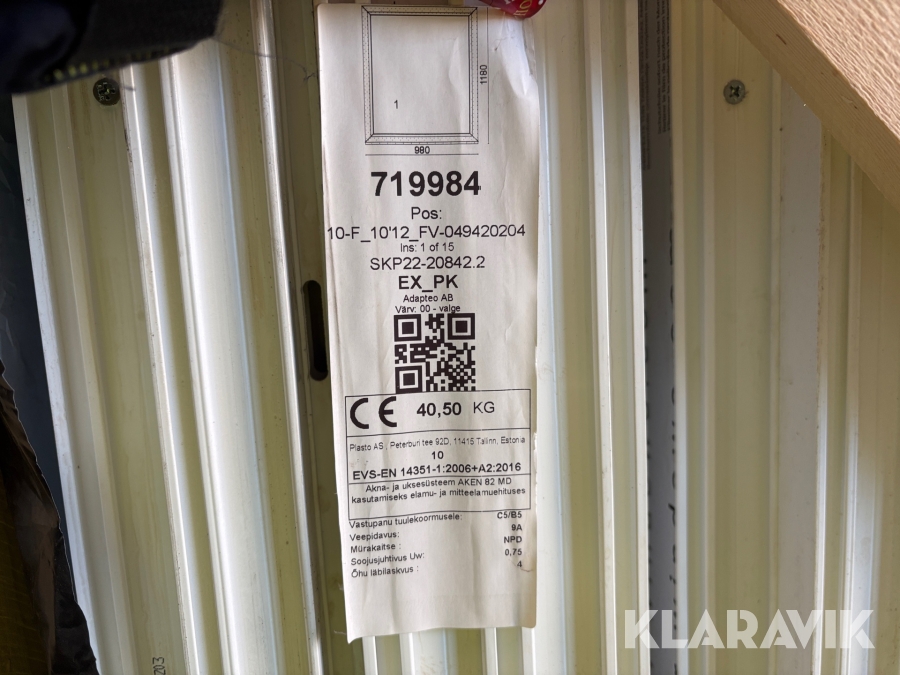 1180
1
980
719984
Pos:
10-F_10'12_FV-049420204
Ins: 1 of 15
SKP22-20842.2
EX_PK
Adapteo AB
Värv: 00 - valge
CE 40,50 KG
Plasto AS , Peterburi tee 92D, 11415 Tallinn, Estonia
10
EVS-EN 14351-1:2006+A2:2016
Akna- ja uksesüsteem AKEN 82 MD
kasutamiseks elamu- ja mitteelamuehituses
Vastupanu tuulekoormusele: C5/B5
Veepidavus: 9A
Mürakaitse : NPD
Soojusjuhtivus Uw: 0,75
Õhu läbilaskvus : 4
KLARAVIK